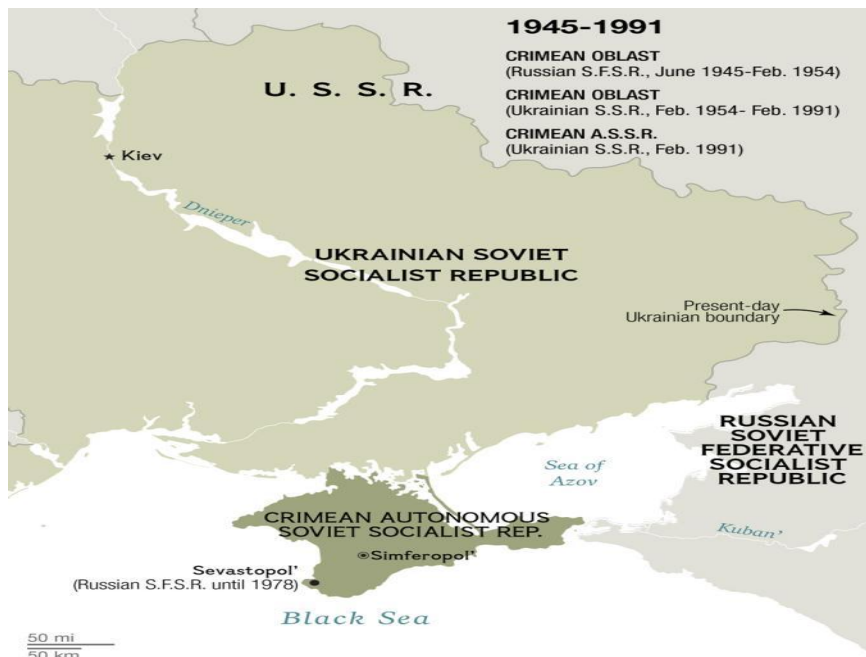 1945-1991
CRIMEAN OBLAST
(Russian S.F.S.R., June 1945-Feb. 1954)
CRIMEAN OBLAST
(Ukrainian S.S.R., Feb. 1954- Feb. 1991)
CRIMEAN A.S.S.R.
(Ukrainian S.S.R., Feb. 1991)
U. S. S. R.
Kiev
Dnieper
UKRAINIAN SOVIET
SOCIALIST REPUBLIC
Present-day
Ukrainian boundary
RUSSIAN
SOVIET
FEDERATIVE
SOCIALIST
REPUBLIC
Sea of
Azov
Kuban'
CRIMEAN AUTONOMOUS
SOVIET SOCIALIST REP.
Simferopol'
Sevastopol'
(Russian S.F.S.R. until 1978)
Black Sea
50 mi
50 km